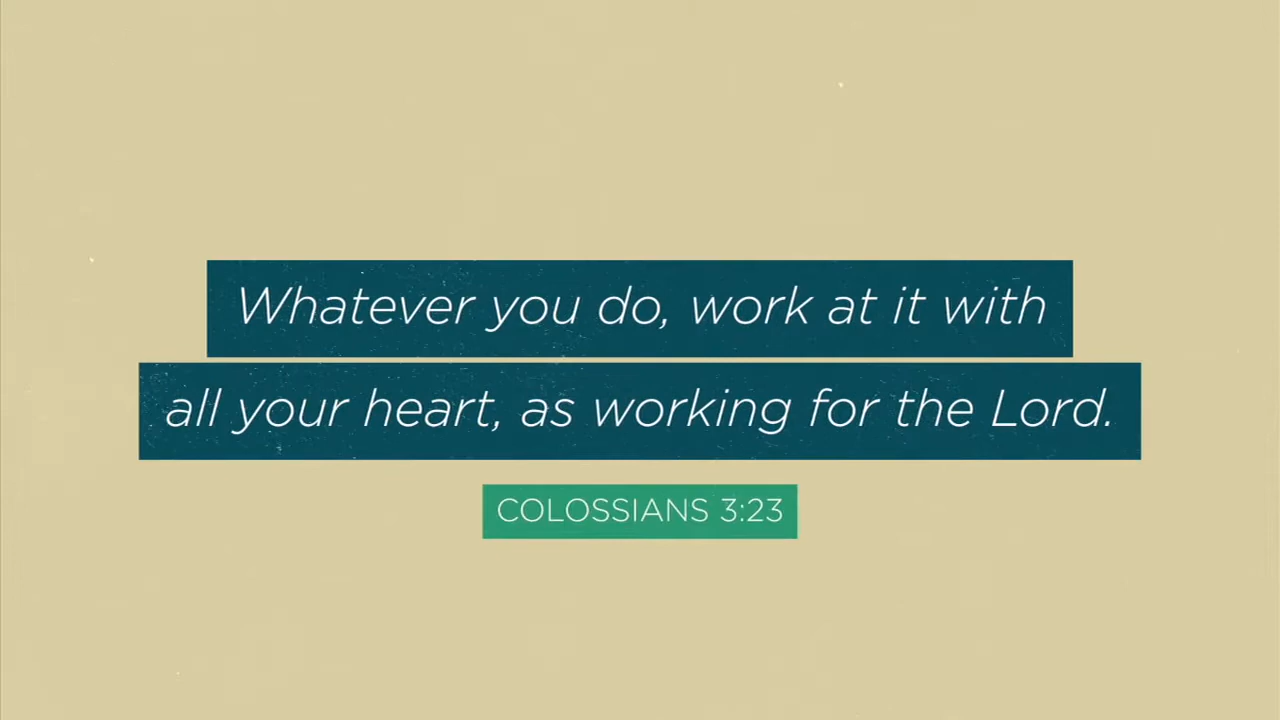 Whatever you do, work at it with
all your heart, as working for the Lord.
COLOSSIANS 3:23